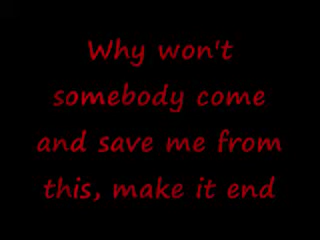 Why won't
somebody come
and save me from
this, make it end